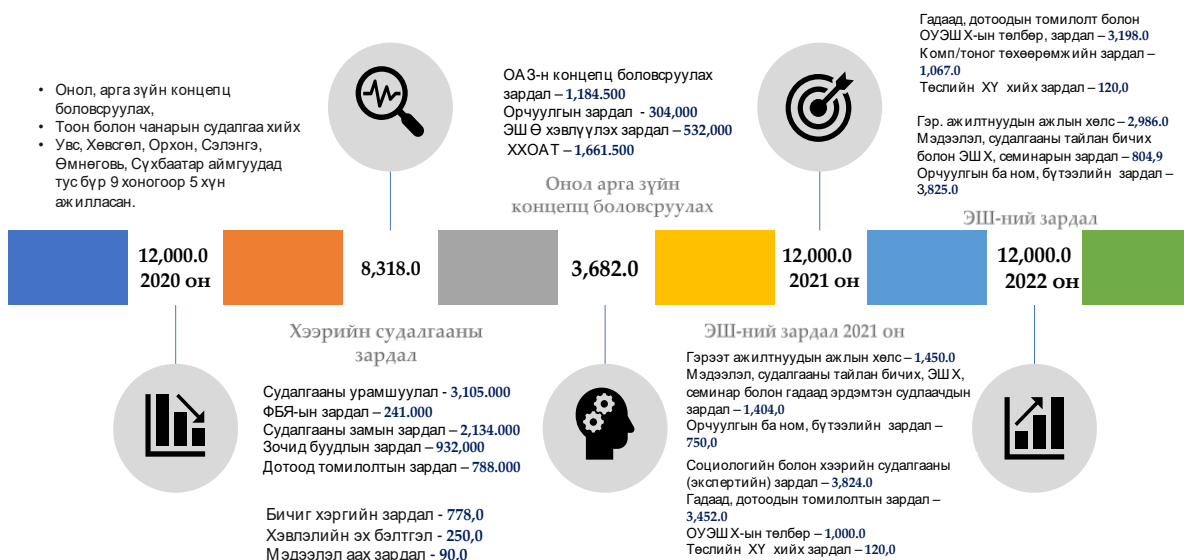 • Онол, арга зүйн концепц
боловсруулах,
• Тоон болон чанарын судалгаа хийх
• Увс, Хөвсгөл, Орхон, Сэлэнгэ,
Өмнөговь, Сүхбаатар аймгуудад
тус бүр 9 хоногоор 5 хүн
ажилласан.
ОАЗ-н концепц боловсруулах
зардал – 1,184.500
Орчуулгын зардал - 304,000
ЭШӨ хэвлүүлэх зардал – 532,000
ХХОАТ – 1,661.500
Онол арга зүйн
концепц боловсруулах
Гадаад, дотоодын томилолт болон
ОУЭШХ-ын төлбөр, зардал – 3,198.0
Комп/тоног төхөөрөмжийн зардал –
1,067.0
Төслийн ХҮ хийх зардал – 120,0
Гэр. ажилтнуудын ажлын хөлс – 2,986.0
Мэдээлэл, судалгааны тайлан бичих
болон ЭШХ, семинарын зардал – 804,9
Орчуулгын ба ном, бүтээлийн зардал –
3,825.0
ЭШ-ний зардал
12,000.0
2020 он
8,318.0
3,682.0
12,000.0
2021 он
12,000.0
2022 он
Хээрийн судалгааны
зардал
Судалгааны урамшуулал - 3,105.000
ФБЯ-ын зардал – 241.000
Судалгааны замын зардал – 2,134.000
Зочид буудлын зардал – 932,000
Дотоод томилолтын зардал – 788.000
Бичиг хэргийн зардал - 778,0
Хэвлэлийн эх бэлтгэл - 250,0
Мэдээлэл авах зардал - 90.0
ЭШ-ний зардал 2021 он
Гэрээт ажилтнуудын ажлын хөлс – 1,450.0
Мэдээлэл, судалгааны тайлан бичих, ЭШХ,
семинар болон гадаад эрдэмтэн судлаачдын
зардал – 1,404,0
Орчуулгын ба ном, бүтээлийн зардал –
750,0
Социологийн болон хээрийн судалгааны
(экспертийн) зардал – 3,824.0
Гадаад, дотоодын томилолтын зардал –
3,452.0
ОУЭШХ-ын төлбөр – 1,000.0
Төслийн ХҮ хийх зардал – 120,0